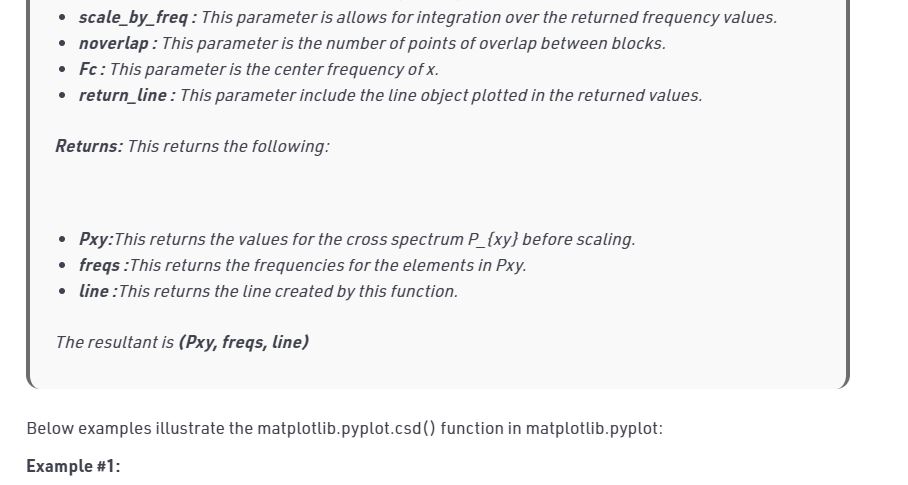 scale_by_freq : This parameter is allows for integration over the returned frequency values.
noverlap : This parameter is the number of points of overlap between blocks.
Fc : This parameter is the center frequency of x.
return_line : This parameter include the line object plotted in the returned values.
Returns: This returns the following:
Pxy:This returns the values for the cross spectrum P_{xy} before scaling.
freqs :This returns the frequencies for the elements in Pxy.
line :This returns the line created by this function.
The resultant is (Pxy, freqs, line)
Below examples illustrate the matplotlib.pyplot.csd() function in matplotlib.pyplot:
Example #1: